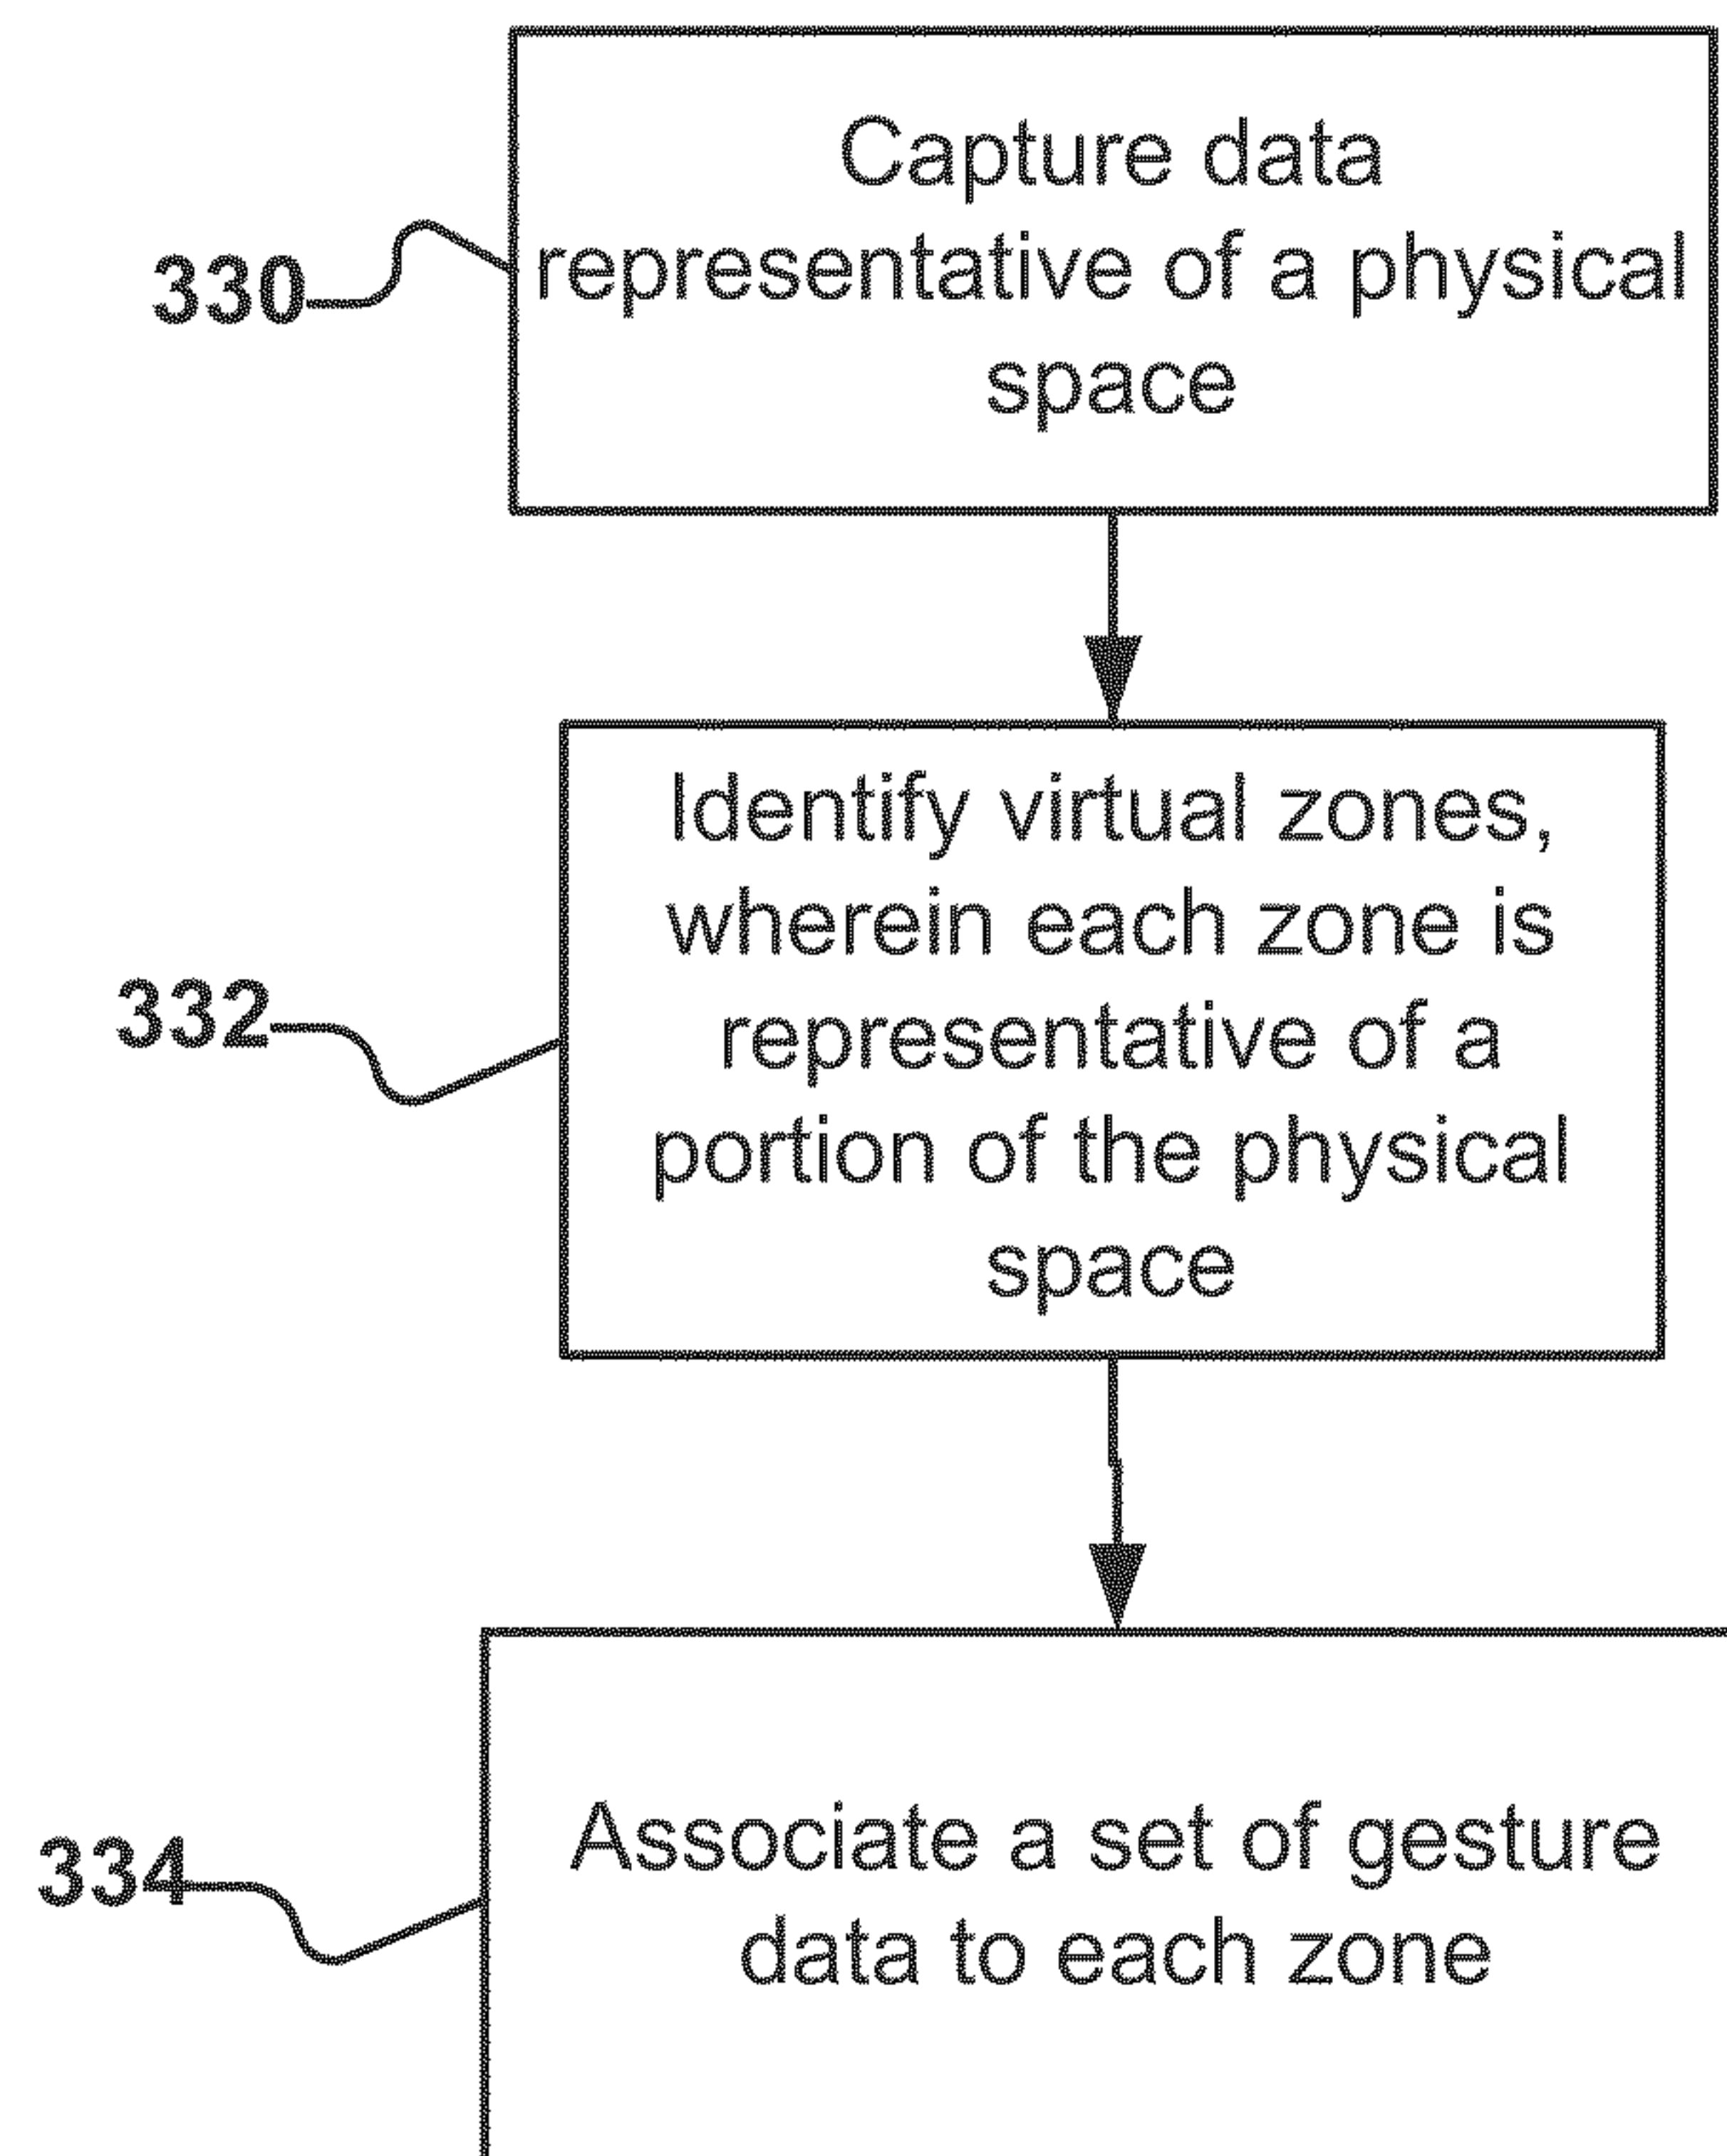 Capture data
330
representative of a physical
space
Identify virtual zones,
wherein each zone is
332
representative of a
portion of the physical
space
334
Associate a set of gesture
data to each zone